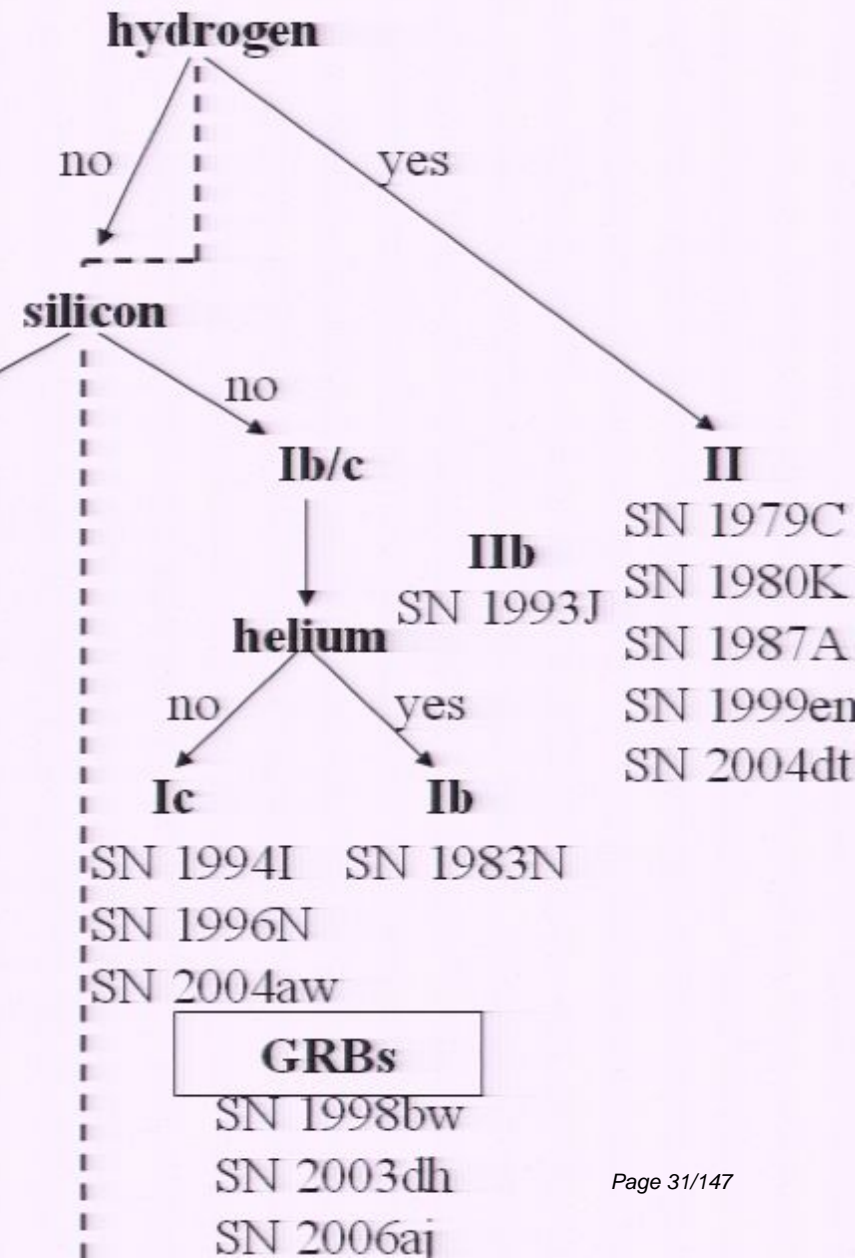 hydrogen
no
yes
silicon
no
Ib/c
II
SN 1979C
IIb
SN 1980K
SN 1993J
helium
SN 1987A
no
yes
SN 1999em
SN 2004dt
Ic
Ib
SN 1994I
SN 1983N
SN 1996N
SN 2004aw
GRBs
SN 1998bw
SN 2003dh
SN 2006aj
Page 31/147